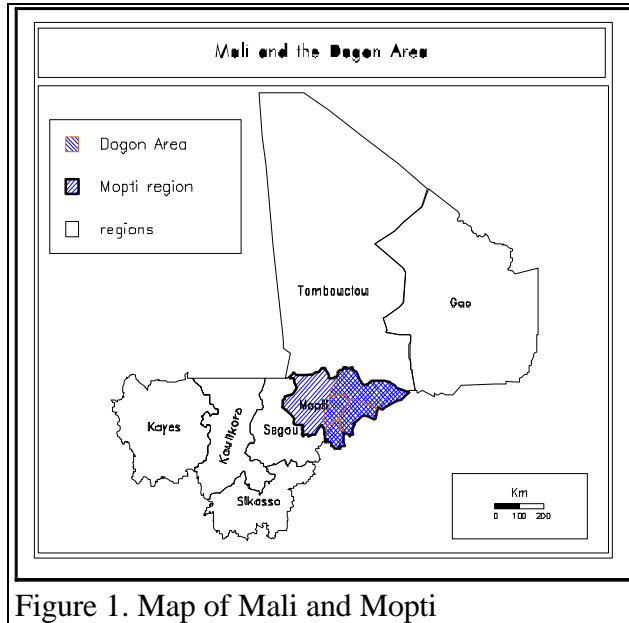 Mali and the Dogon Area
Dogon Area
Mopti region
regions
Tombouctou
Gao
Mopti
Kayes
Koulikoro
Segou
Sikasso
Km
0 100 200
Figure 1. Map of Mali and Mopti